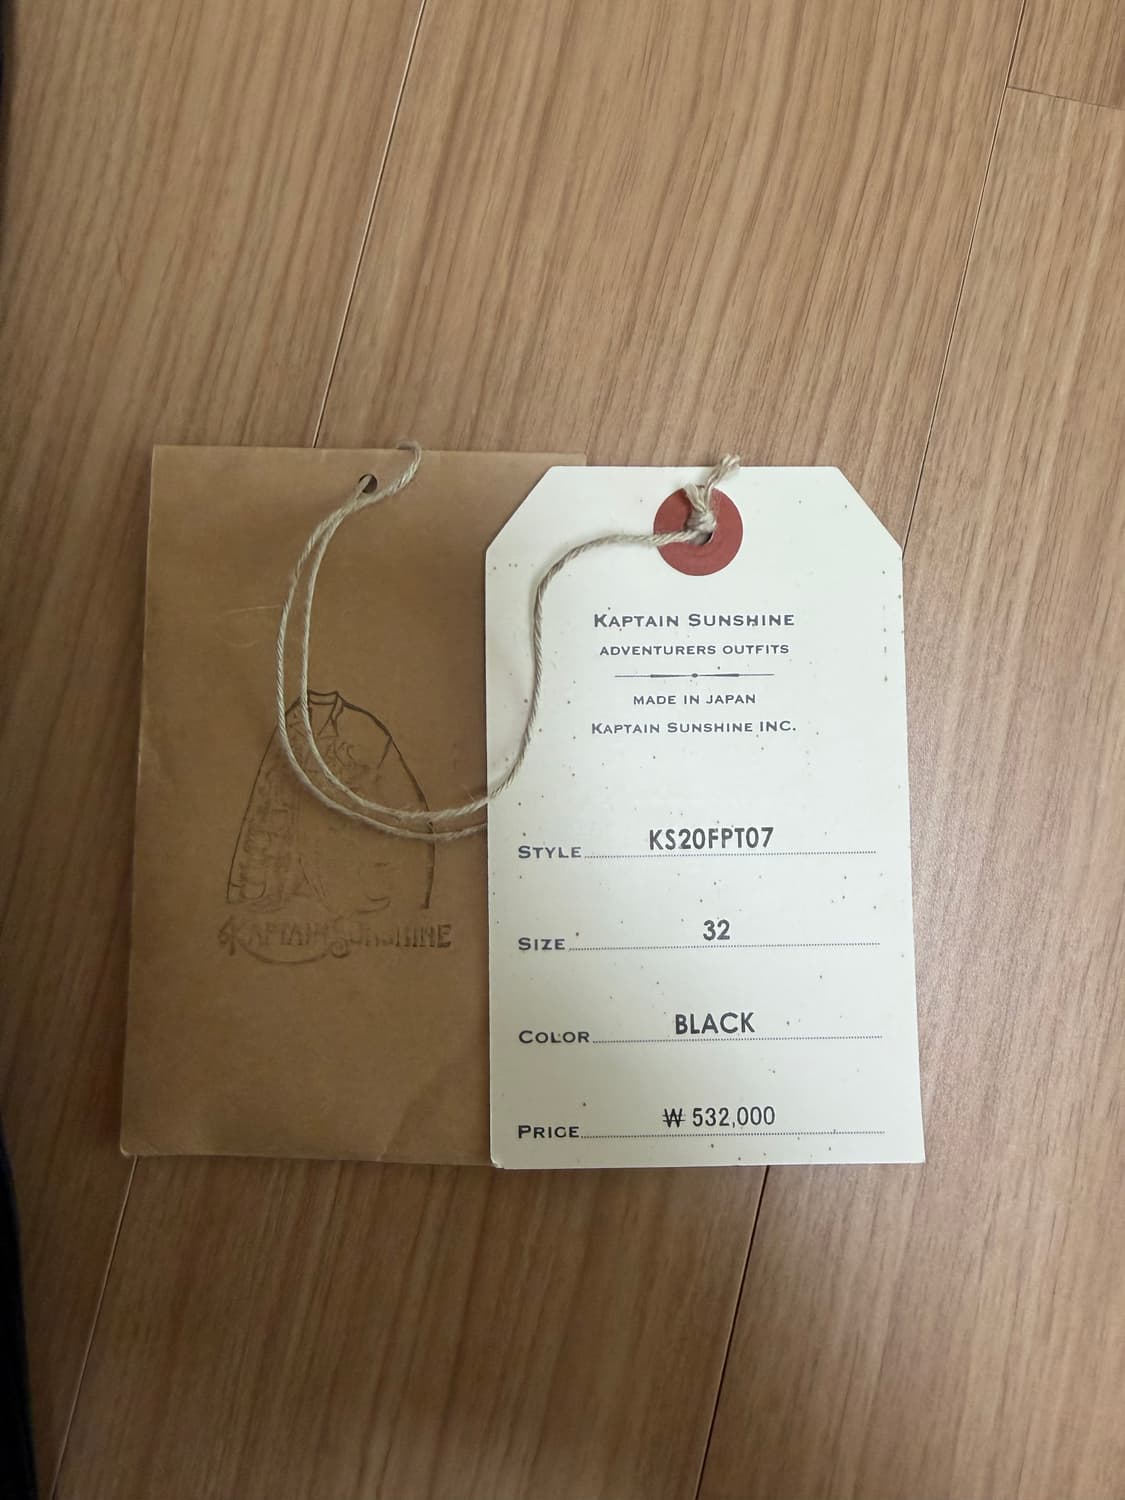 KAPTAIN SUNSHINE
KAPTAIN SUNSHINE
ADVENTURERS OUTFITS
MADE IN JAPAN
KAPTAIN SUNSHINE INC.
STYLE KS20FPT07
SIZE 32
COLOR BLACK
PRICE ₩ 532,000